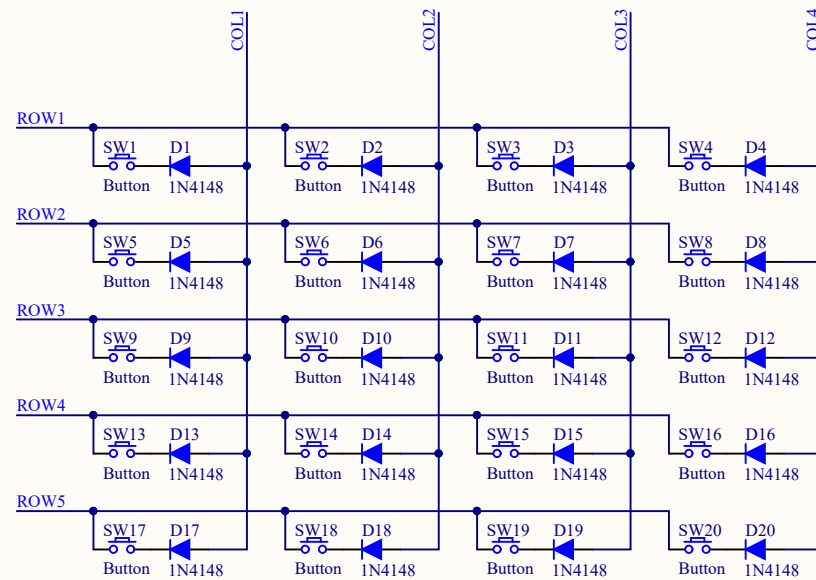 COL1 COL2 COL3 COL4
ROW1
SW1 D1 SW2 D2 SW3 D3 SW4 D4
Button 1N4148 Button 1N4148 Button 1N4148 Button 1N4148
ROW2
SW5 D5 SW6 D6 SW7 D7 SW8 D8
Button 1N4148 Button 1N4148 Button 1N4148 Button 1N4148
ROW3
SW9 D9 SW10 D10 SW11 D11 SW12 D12
Button 1N4148 Button 1N4148 Button 1N4148 Button 1N4148
ROW4
SW13 D13 SW14 D14 SW15 D15 SW16 D16
Button 1N4148 Button 1N4148 Button 1N4148 Button 1N4148
ROW5
SW17 D17 SW18 D18 SW19 D19 SW20 D20
Button 1N4148 Button 1N4148 Button 1N4148 Button 1N4148